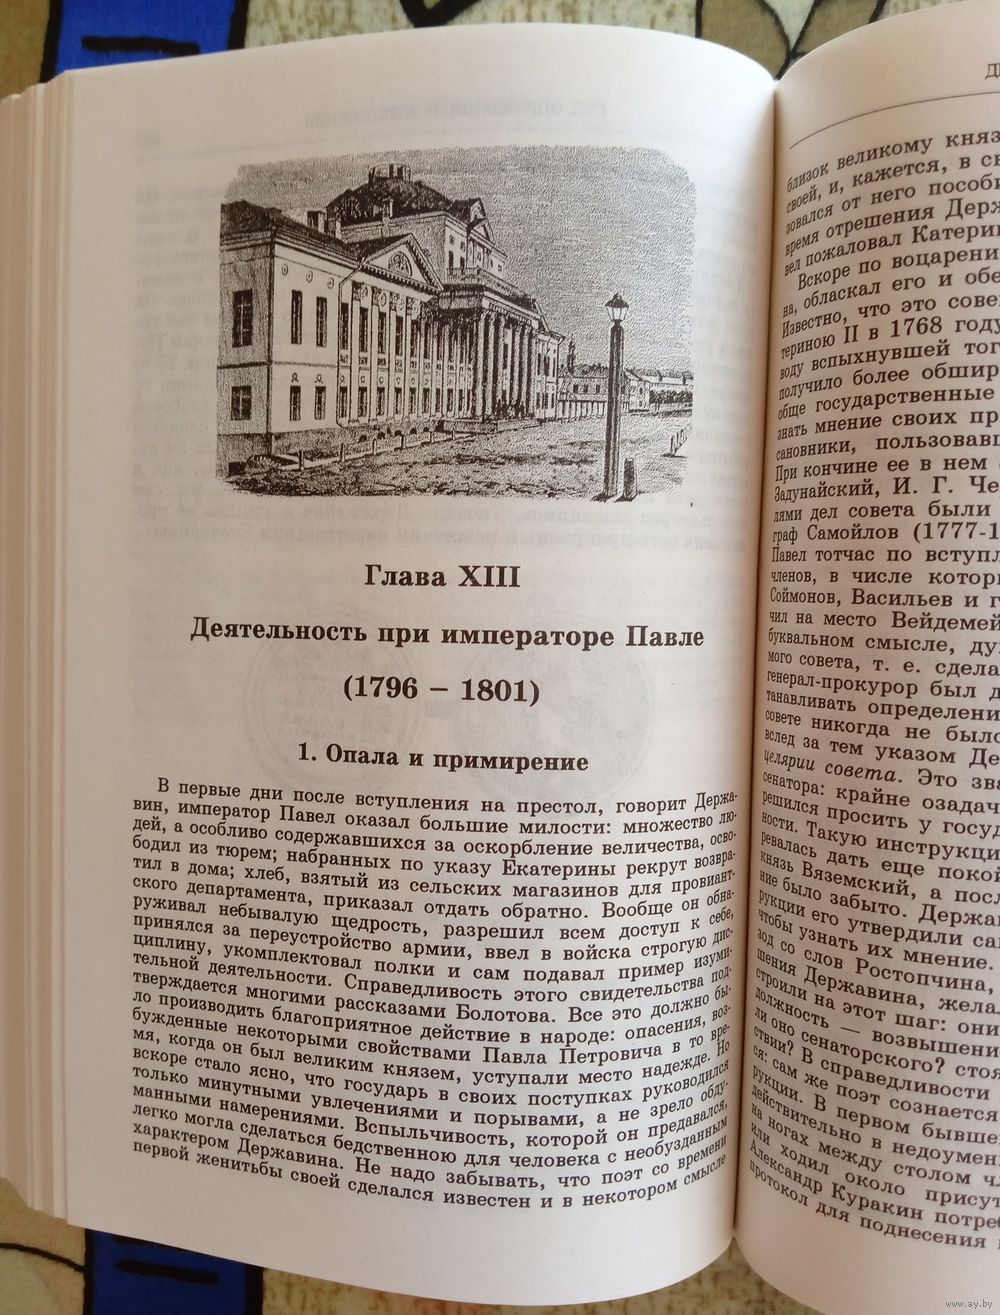 Глава XIII
Деятельность при императоре Павле
(1796 – 1801)
1. Опала и примирение
В первые дни после вступления на престол, говорит Держа-
вин, император Павел оказал большие милости: множество лю-
дей, а особливо содержавшихся за оскорбление величества, осво-
бодил из тюрем; набранных по указу Екатерины рекрут возвра-
тил в дома; хлеб, взятый из сельских магазинов для провиант-
ского департамента, приказал отдать обратно. Вообще он обна-
руживал небывалую щедрость, разрешил всем доступ к себе,
принялся за переустройство армии, ввел в войска строгую дис-
циплину, укомплектовал полки и сам подавал пример изуми-
тельной деятельности. Справедливость этого свидетельства под-
тверждается многими рассказами Болотова. Все это должно бы-
ло производить благоприятное действие в народе: опасения, воз-
бужденные некоторыми свойствами Павла Петровича в то вре-
мя, когда он был великим князем, уступали место надежде. Но
вскоре стало ясно, что государь в своих поступках руководился
только минутными увлечениями и порывами, а не зрело обду-
манными намерениями. Вспыльчивость, которой он предавался,
легко могла сделаться бедственною для человека с необузданным
характером Державина. Не надо забывать, что поэт со времени
первой женитьбы своей сделался известен и в некотором смысле
близок великому княз
своей, и, кажется, в св
зовался от него пособи
время отрешения Держ
вел пожаловал Катерин
Вскоре по воцарени
на, обласкал его и обе
Известно, что это сове
териною II в 1768 году
воду вспыхнувшей тог
получило более обшир
обще государственные
знать мнение своих пр
сановники, пользовавш
При кончине ее в нем
Задунайский, И. Г. Че
лями дел совета были
граф Самойлов (1777-1
Павел тотчас по вступл
членов, в числе котор
Соймонов, Васильев и г
чил на место Вейдемей
буквальном смысле, ду
мого совета, т. е. сдела
генерал-прокурор был д
танавливать определени
совете никогда не было
вслед за тем указом Де
целярии совета. Это зва
сенатора: крайне озадач
решился просить у госуд
ности. Такую инструкци
ревалась дать еще покой
князь Вяземский, а посл
ние было забыто. Держа
рукции его утвердили са
чтобы узнать их мнение.
зод со слов Ростопчина,
шения Державина, жела
строили на этот шаг: они
должность — возвышени
ли оно сенаторского? стоя
ствии? В справедливости
ся: сам же поэт сознается
рукции. В первом бывше
действительно в недоумен
на ногах между столом чл
или ходил около присут
Александр Куракин потреб
протокол для поднесения
www.ay.by